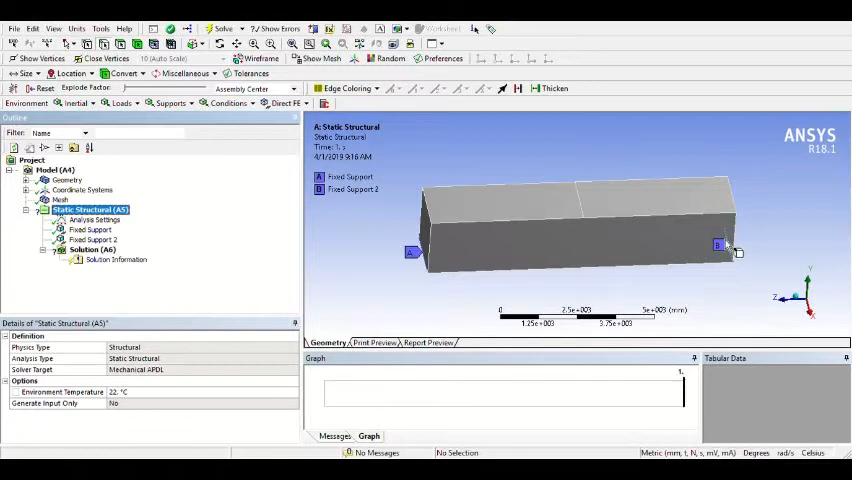 File Edit View Units Tools Help Solve Show Errors Worksheet
Show Vertices Close Vertices 10 (Auto Scale) Wireframe Show Mesh Random Preferences
Size Location Convert Miscellaneous Tolerances
Reset Explode Factor: Assembly Center Edge Coloring Thicken
Environment Inertial Loads Supports Conditions Direct FE
Outline
Filter: Name
Project
Model (A4)
Geometry
Coordinate Systems
Mesh
Static Structural (A5)
Analysis Settings
Fixed Support
Fixed Support 2
Solution (A6)
Solution Information
Details of "Static Structural (A5)"
Definition
Physics Type Structural
Analysis Type Static Structural
Solver Target Mechanical APDL
Options
Environment Temperature 22. °C
Generate Input Only No
A: Static Structural
Static Structural
Time: 1. s
4/1/2019 9:16 AM
A Fixed Support
B Fixed Support 2
ANSYS
R18.1
A
B
Y
Z
X
0 2.5e+003 5e+003 (mm)
1.25e+003 3.75e+003
Geometry Print Preview Report Preview
Graph
1.
Messages Graph
Tabular Data
No Messages No Selection Metric (mm, t, N, s, mV, mA) Degrees rad/s Celsius